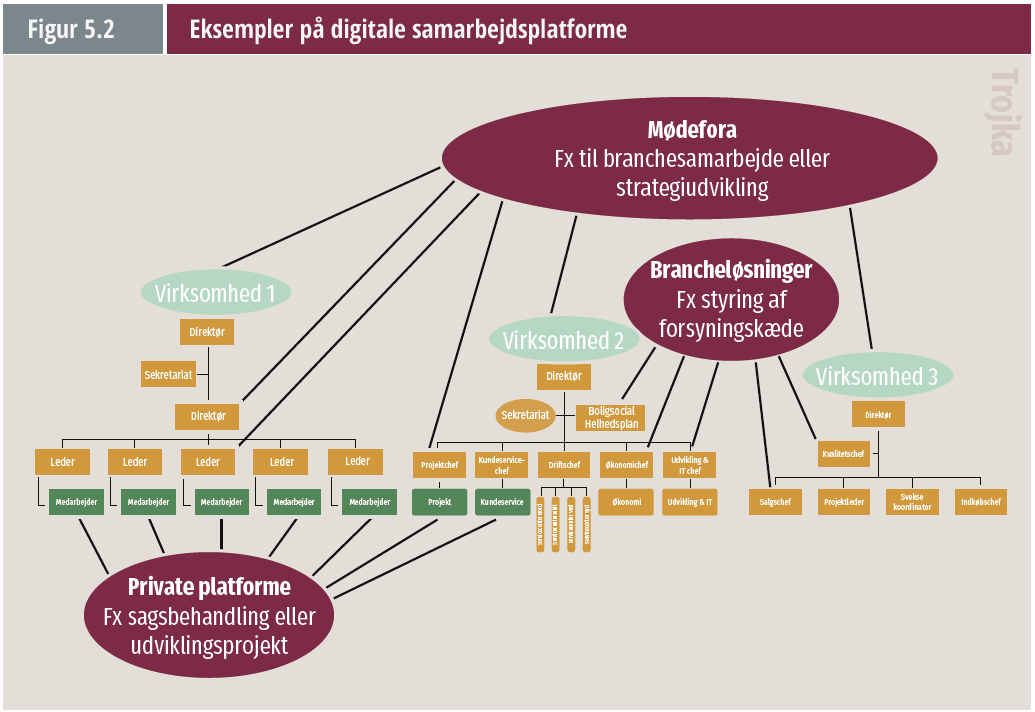 Figur 5.2
Eksempler på digitale samarbejdsplatforme
Trojka
Mødefora
Fx til branchesamarbejde eller
strategiudvikling
Brancheløsninger
Fx styring af
forsyningskæde
Virksomhed 1
Direktør
Sekretariat
Direktør
Leder
Leder
Leder
Leder
Leder
Medarbejder
Medarbejder
Medarbejder
Medarbejder
Medarbejder
Virksomhed 2
Direktør
Sekretariat
Boligsocial
Helhedsplan
Projektchef
Kundeservice-
chef
Driftschef
Økonomichef
Udvikling &
IT chef
Projekt
Kundeservice
Økonomi
Udvikling & IT
Virksomhed 3
Direktør
Kvalitetschef
Salgschef
Projektleder
Svekse
koordinator
Indkøbschef
Private platforme
Fx sagsbehandling eller
udviklingsprojekt